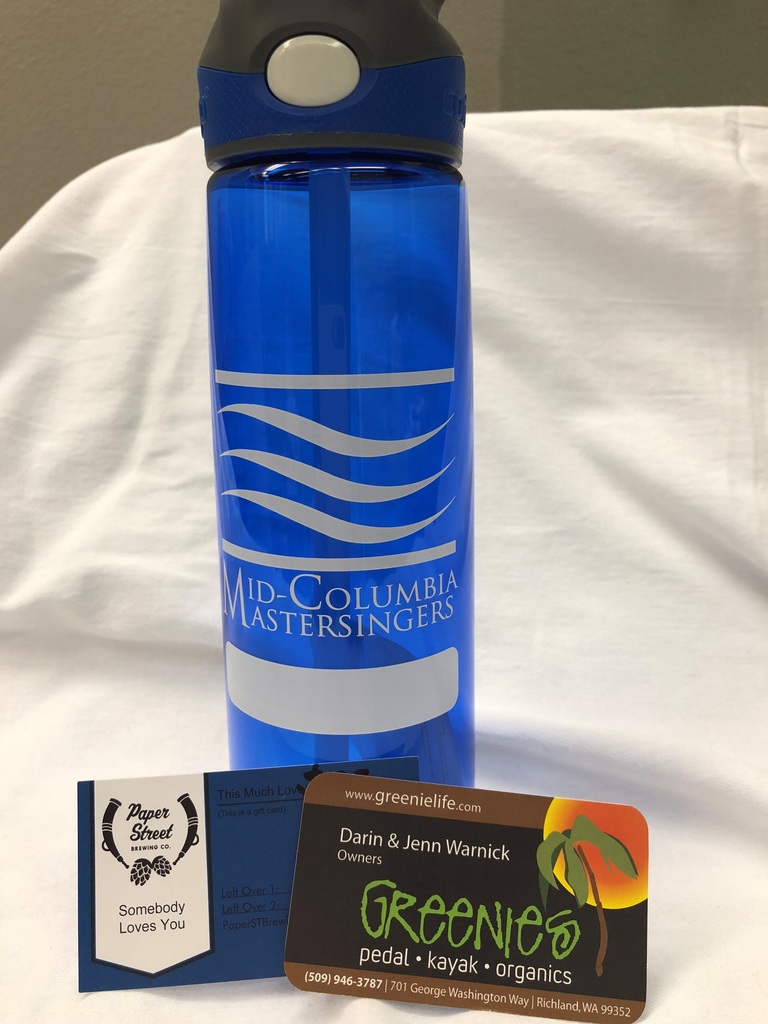 MID-COLUMBIA
MASTERSINGERS
Paper
Street
BREWING CO.
Somebody
Loves You
This Much
(This is a gift card)
Left Over 1:
Left Over 2:
www.greenielife.com
Darin & Jenn Warnick
Owners
GREENIES
pedal • kayak • organics
(509) 946-3787 | 701 George Washington Way | Richland, WA 99352